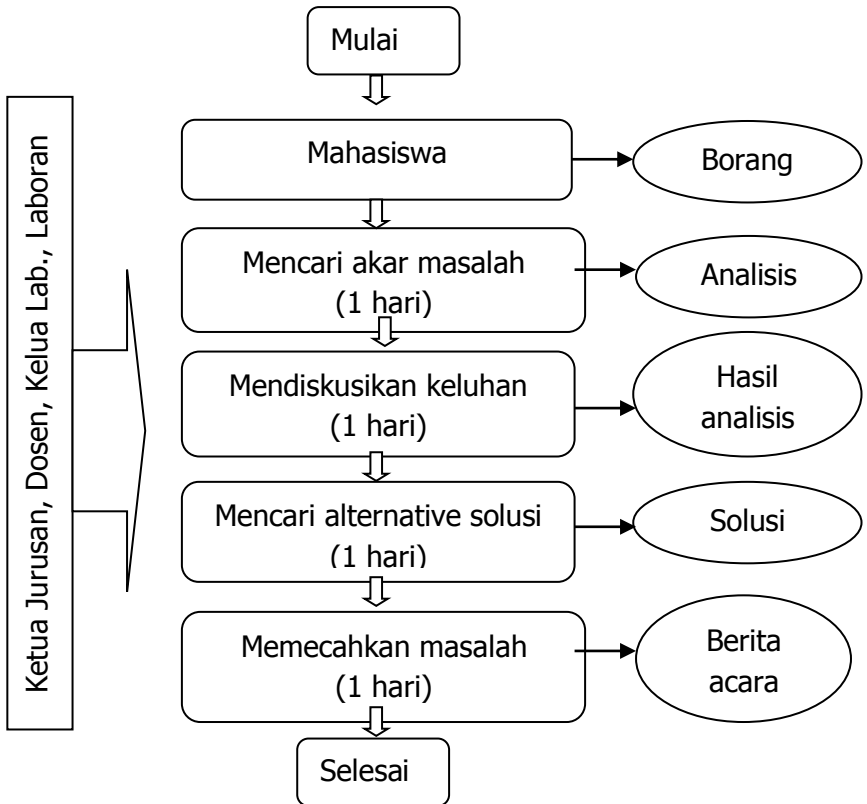 Mulai
Ketua Jurusan, Dosen, Kelua Lab., Laboran
Mahasiswa
Borang
Mencari akar masalah
(1 hari)
Analisis
Mendiskusikan keluhan
(1 hari)
Hasil
analisis
Mencari alternative solusi
(1 hari)
Solusi
Memecahkan masalah
(1 hari)
Berita
acara
Selesai